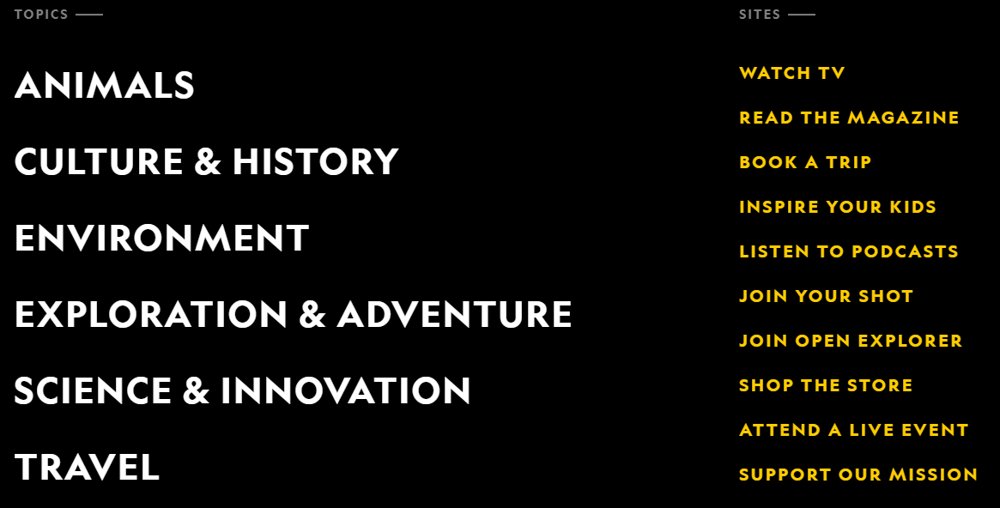 TOPICS
ANIMALS
CULTURE & HISTORY
ENVIRONMENT
EXPLORATION & ADVENTURE
SCIENCE & INNOVATION
TRAVEL
SITES
WATCH TV
READ THE MAGAZINE
BOOK A TRIP
INSPIRE YOUR KIDS
LISTEN TO PODCASTS
JOIN YOUR SHOT
JOIN OPEN EXPLORER
SHOP THE STORE
ATTEND A LIVE EVENT
SUPPORT OUR MISSION